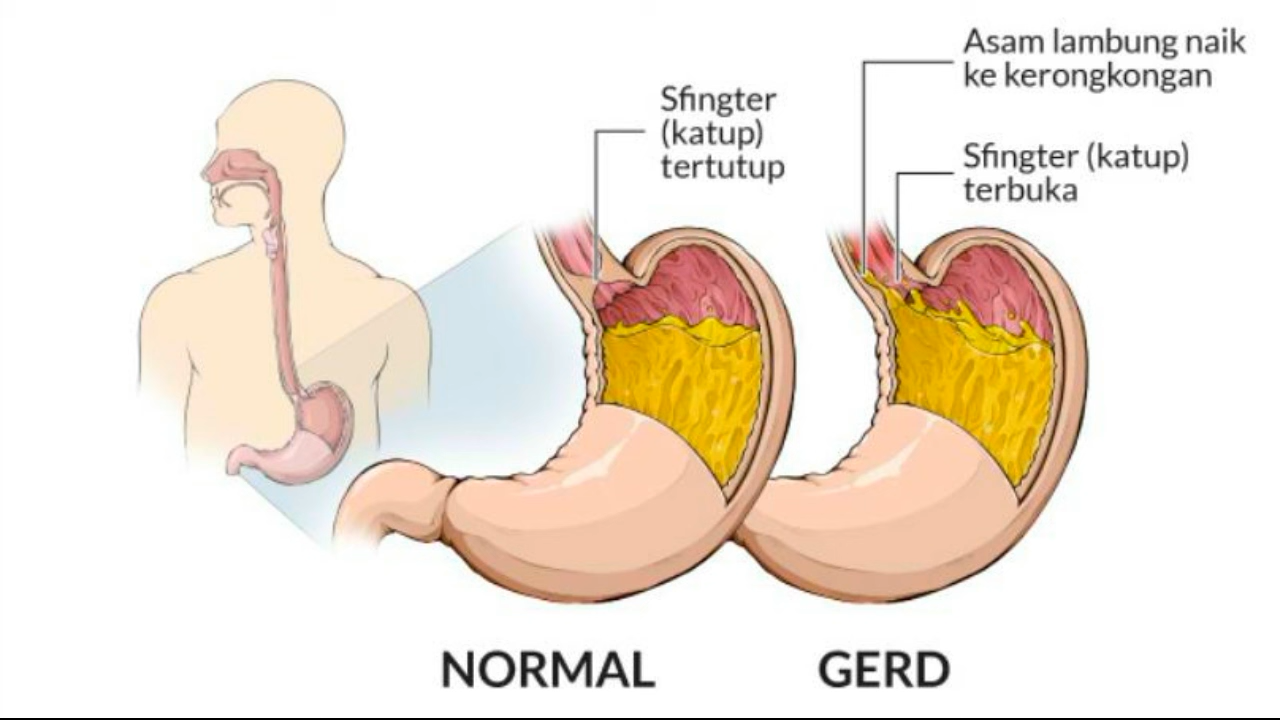 Asam lambung naik
ke kerongkongan
Sfingter
(katup)
tertutup
Sfingter (katup)
terbuka
NORMAL
GERD